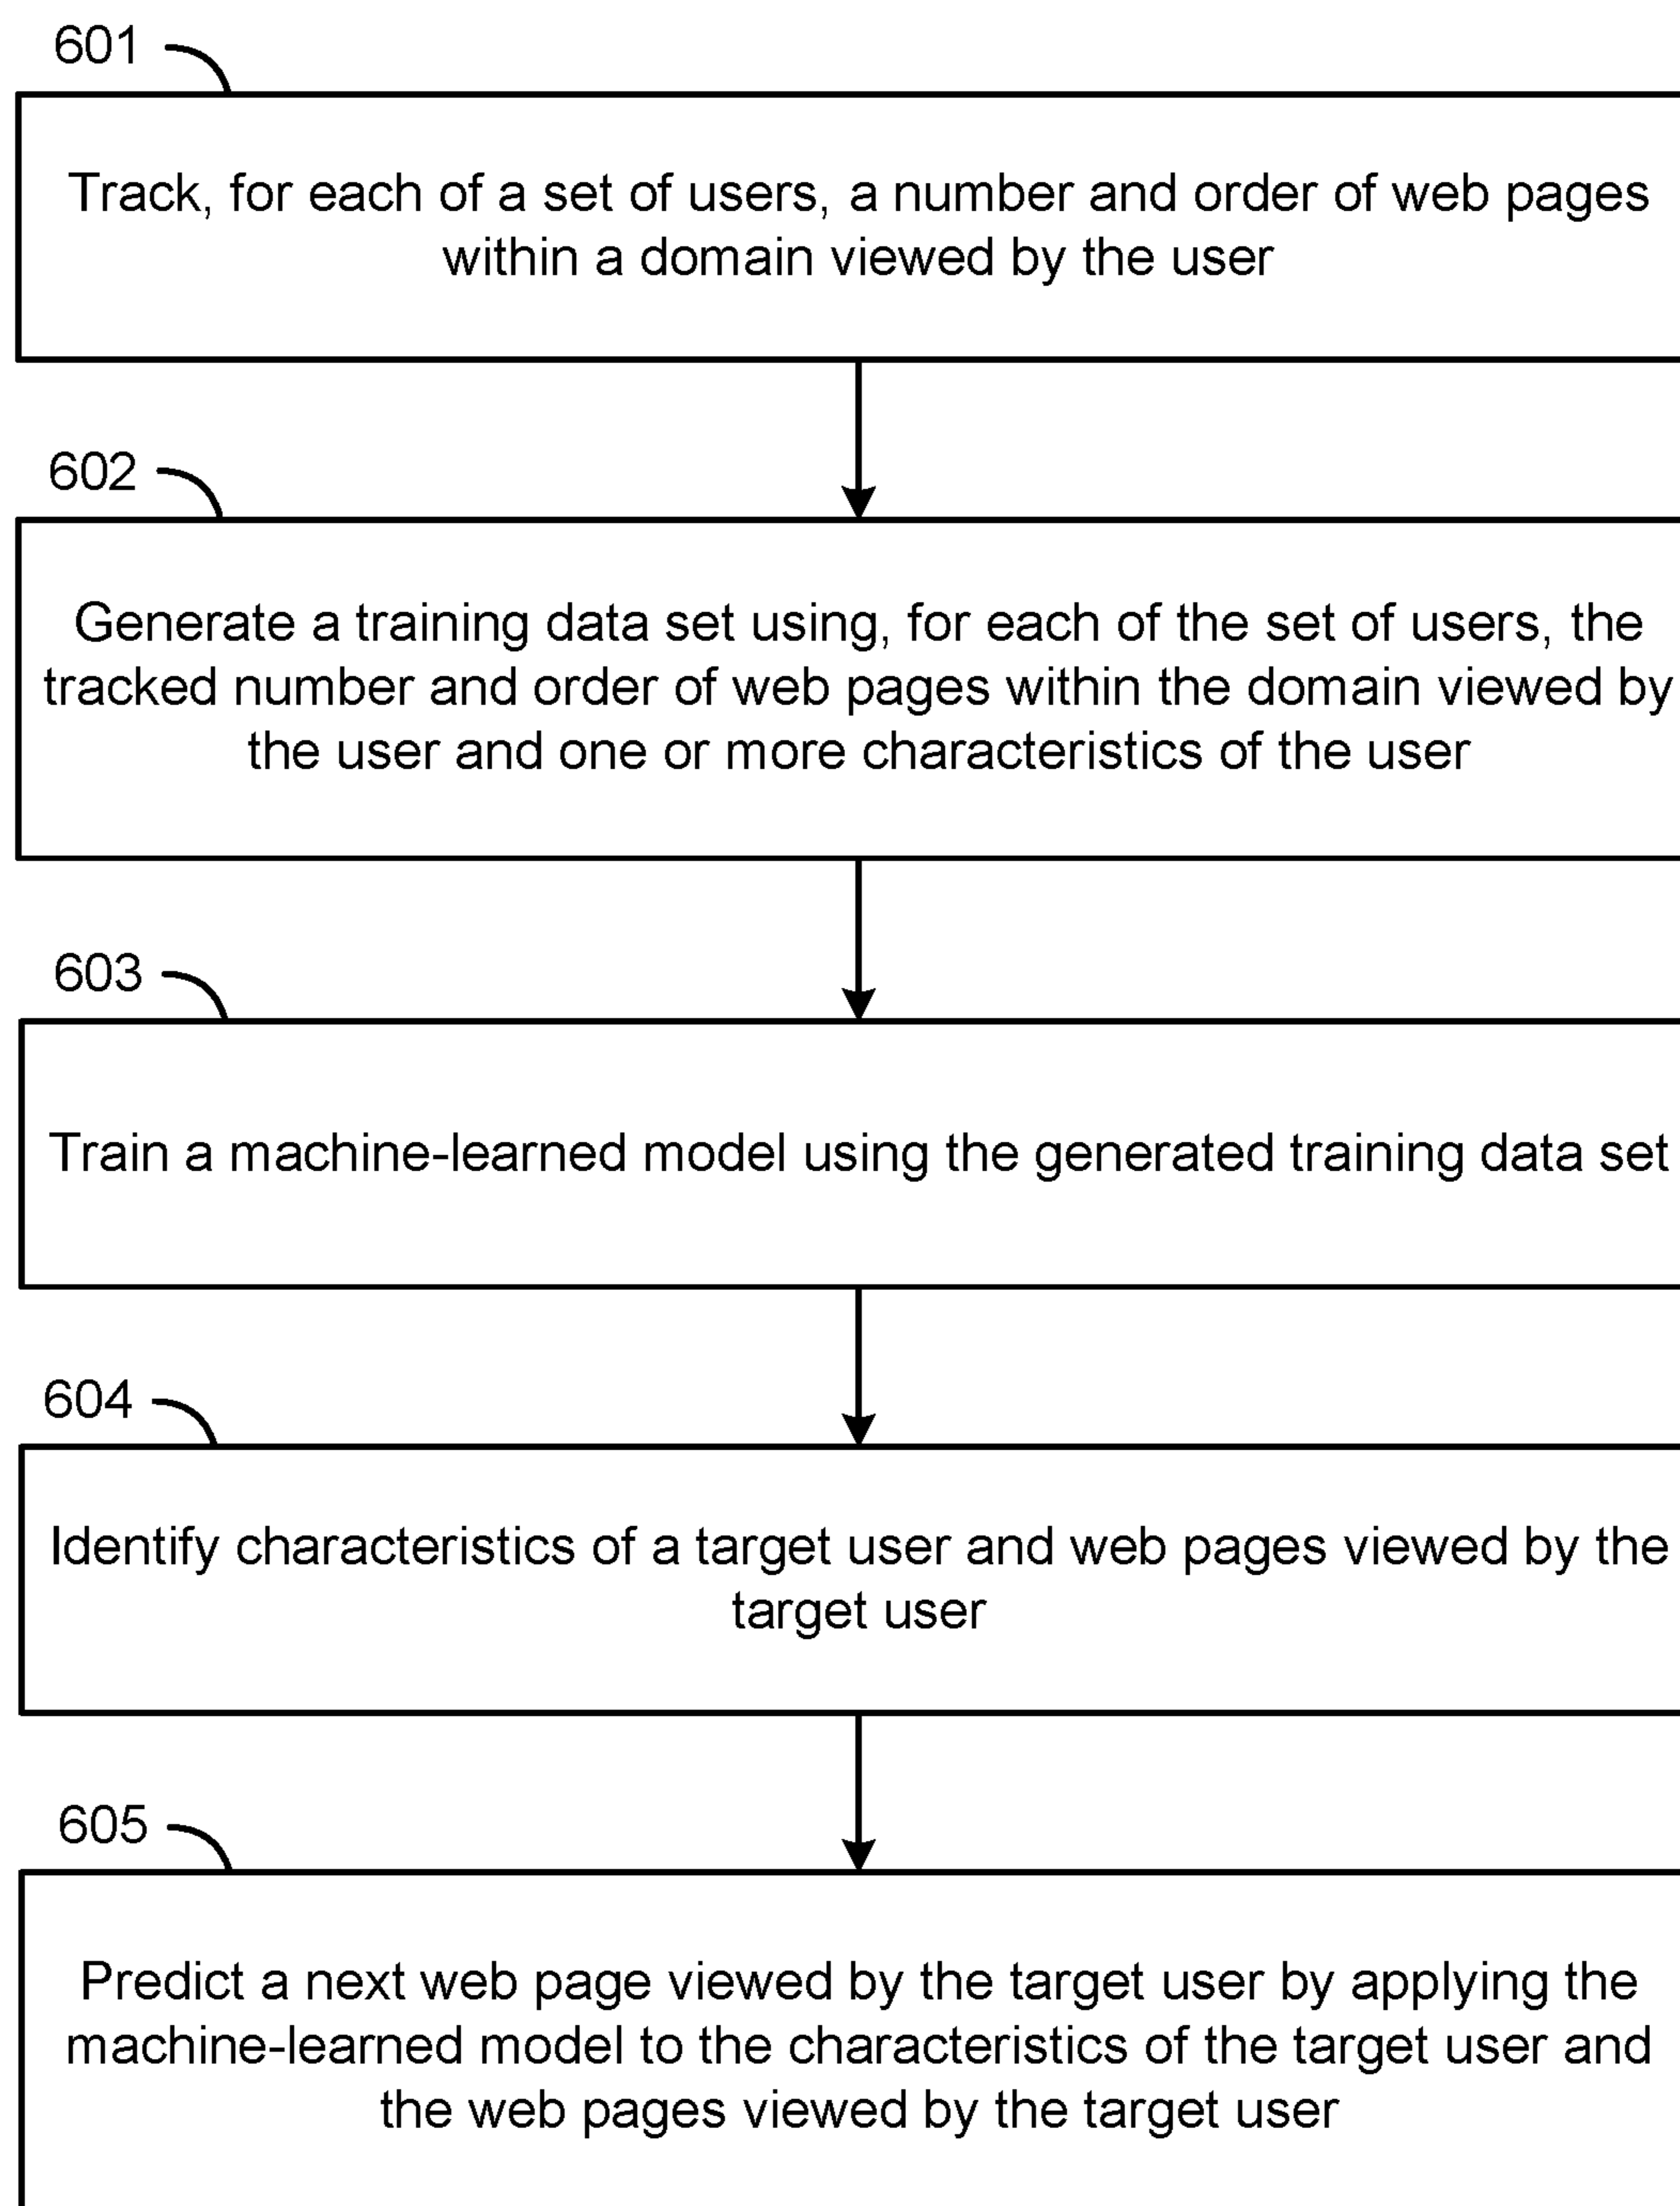 601
Track, for each of a set of users, a number and order of web pages
within a domain viewed by the user
602
Generate a training data set using, for each of the set of users, the
tracked number and order of web pages within the domain viewed by
the user and one or more characteristics of the user
603
Train a machine-learned model using the generated training data set
604
Identify characteristics of a target user and web pages viewed by the
target user
605
Predict a next web page viewed by the target user by applying the
machine-learned model to the characteristics of the target user and
the web pages viewed by the target user